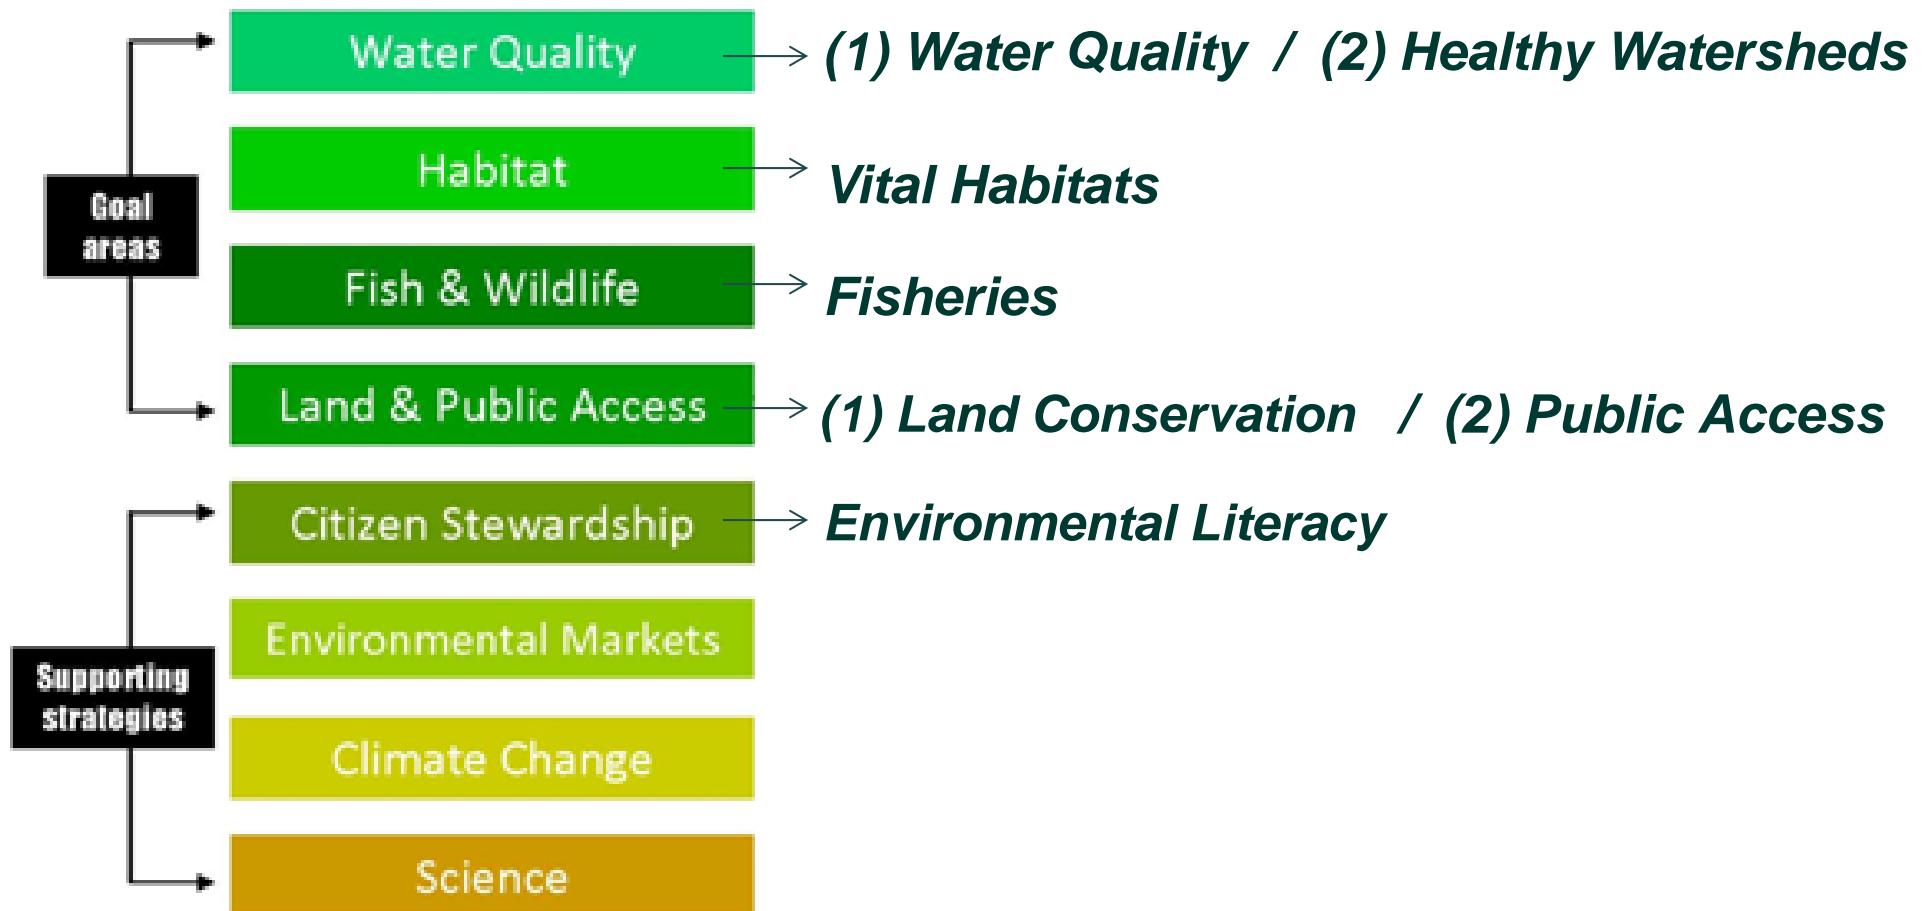 Water Quality
(1) Water Quality / (2) Healthy Watersheds
Habitat
Vital Habitats
Goal
areas
Fish & Wildlife
Fisheries
Land & Public Access
(1) Land Conservation / (2) Public Access
Citizen Stewardship
Environmental Literacy
Environmental Markets
Supporting
strategies
Climate Change
Science